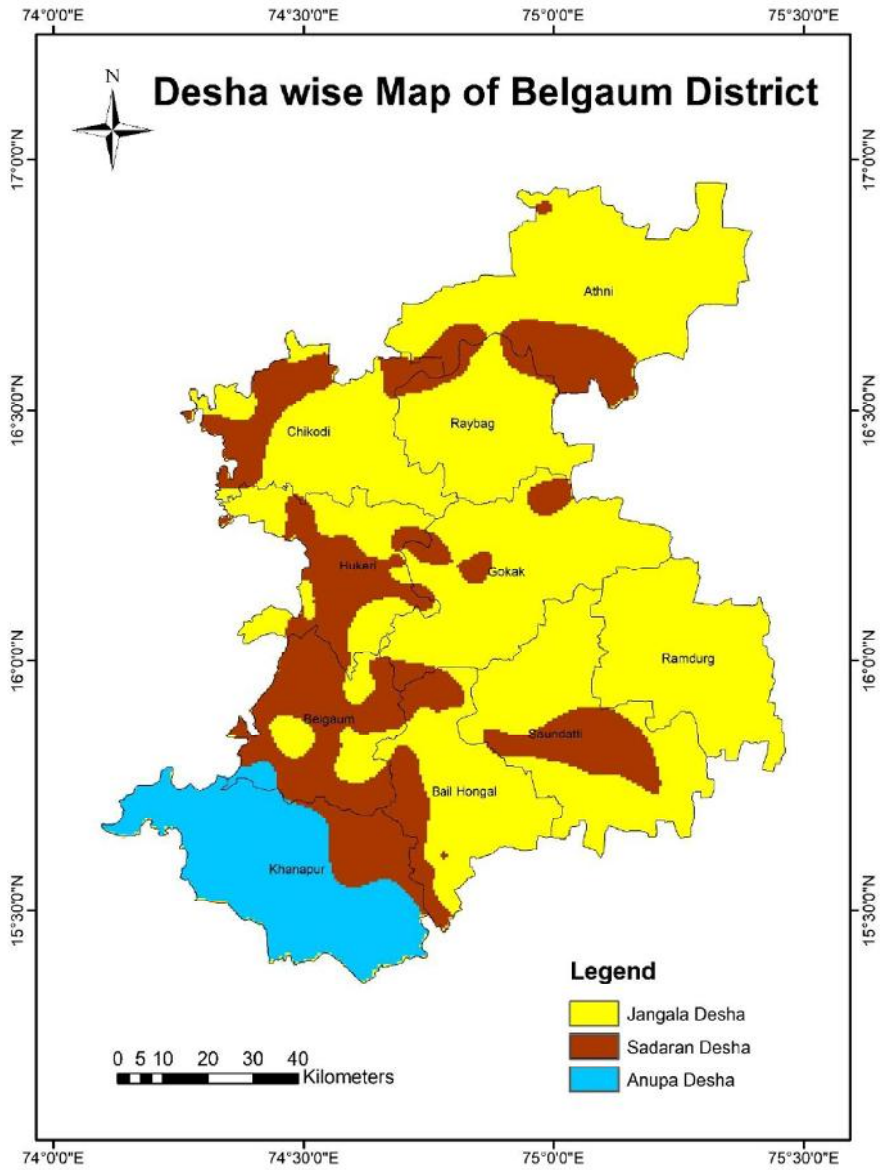 74°0'0"E 74°30'0"E 75°0'0"E 75°30'0"E
N
Desha wise Map of Belgaum District
17°0'0"N 17°0'0"N
Athni
16°30'0"N 16°30'0"N
Chikodi
Raybag
Hukeri
Gokak
16°0'0"N 16°0'0"N
Ramdurg
Belgaum
Saundatti
Bail Hongal
Khanapur
15°30'0"N 15°30'0"N
Legend
Jangala Desha
Sadaran Desha
Anupa Desha
0 5 10 20 30 40
Kilometers
74°0'0"E 74°30'0"E 75°0'0"E 75°30'0"E